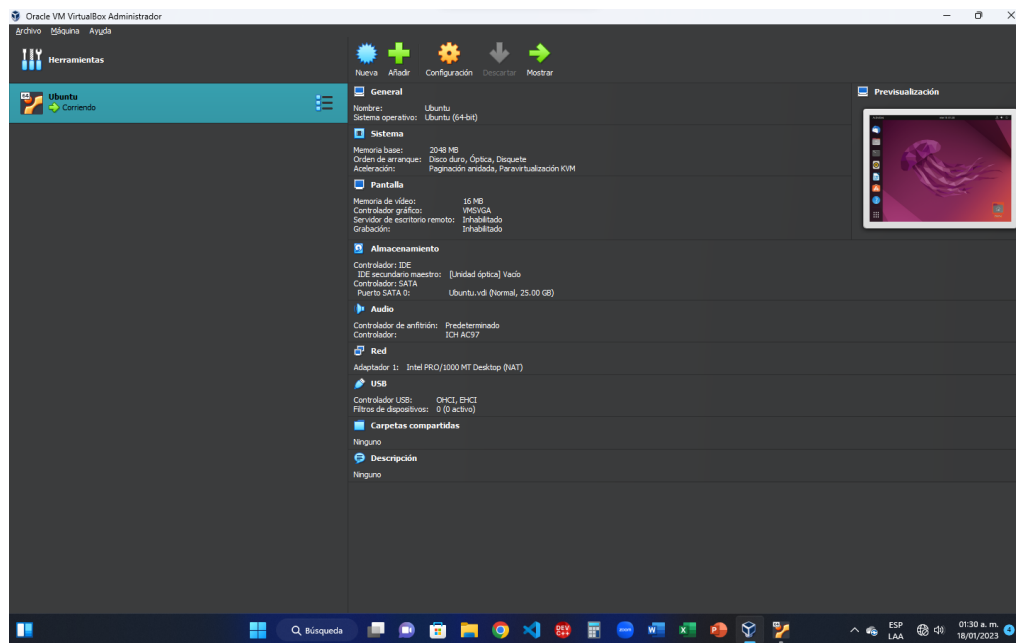 Oracle VM VirtualBox Administrador
Archivo Máquina Ayuda
Herramientas
Nueva Añadir Configuración Descartar Mostrar
Ubuntu
Corriendo
General
Nombre: Ubuntu
Sistema operativo: Ubuntu (64-bit)
Previsualización
Sistema
Memoria base: 2048 MB
Orden de arranque: Disco duro, Óptica, Disquete
Aceleración: Paginación anidada, Paravirtualización KVM
Pantalla
Memoria de vídeo: 16 MB
Controlador gráfico: VMSVGA
Servidor de escritorio remoto: Inhabilitado
Grabación: Inhabilitado
Almacenamiento
Controlador: IDE
IDE secundario maestro: [Unidad óptica] Vacío
Controlador: SATA
Puerto SATA 0: Ubuntu.vdi (Normal, 25.00 GB)
Audio
Controlador de anfitrión: Predeterminado
Controlador: ICH AC97
Red
Adaptador 1: Intel PRO/1000 MT Desktop (NAT)
USB
Controlador USB: OHCI, EHCI
Filtros de dispositivos: 0 (0 activo)
Carpetas compartidas
Ninguno
Descripción
Ninguno
Búsqueda
ESP
LAA
01:30 a. m.
18/01/2023